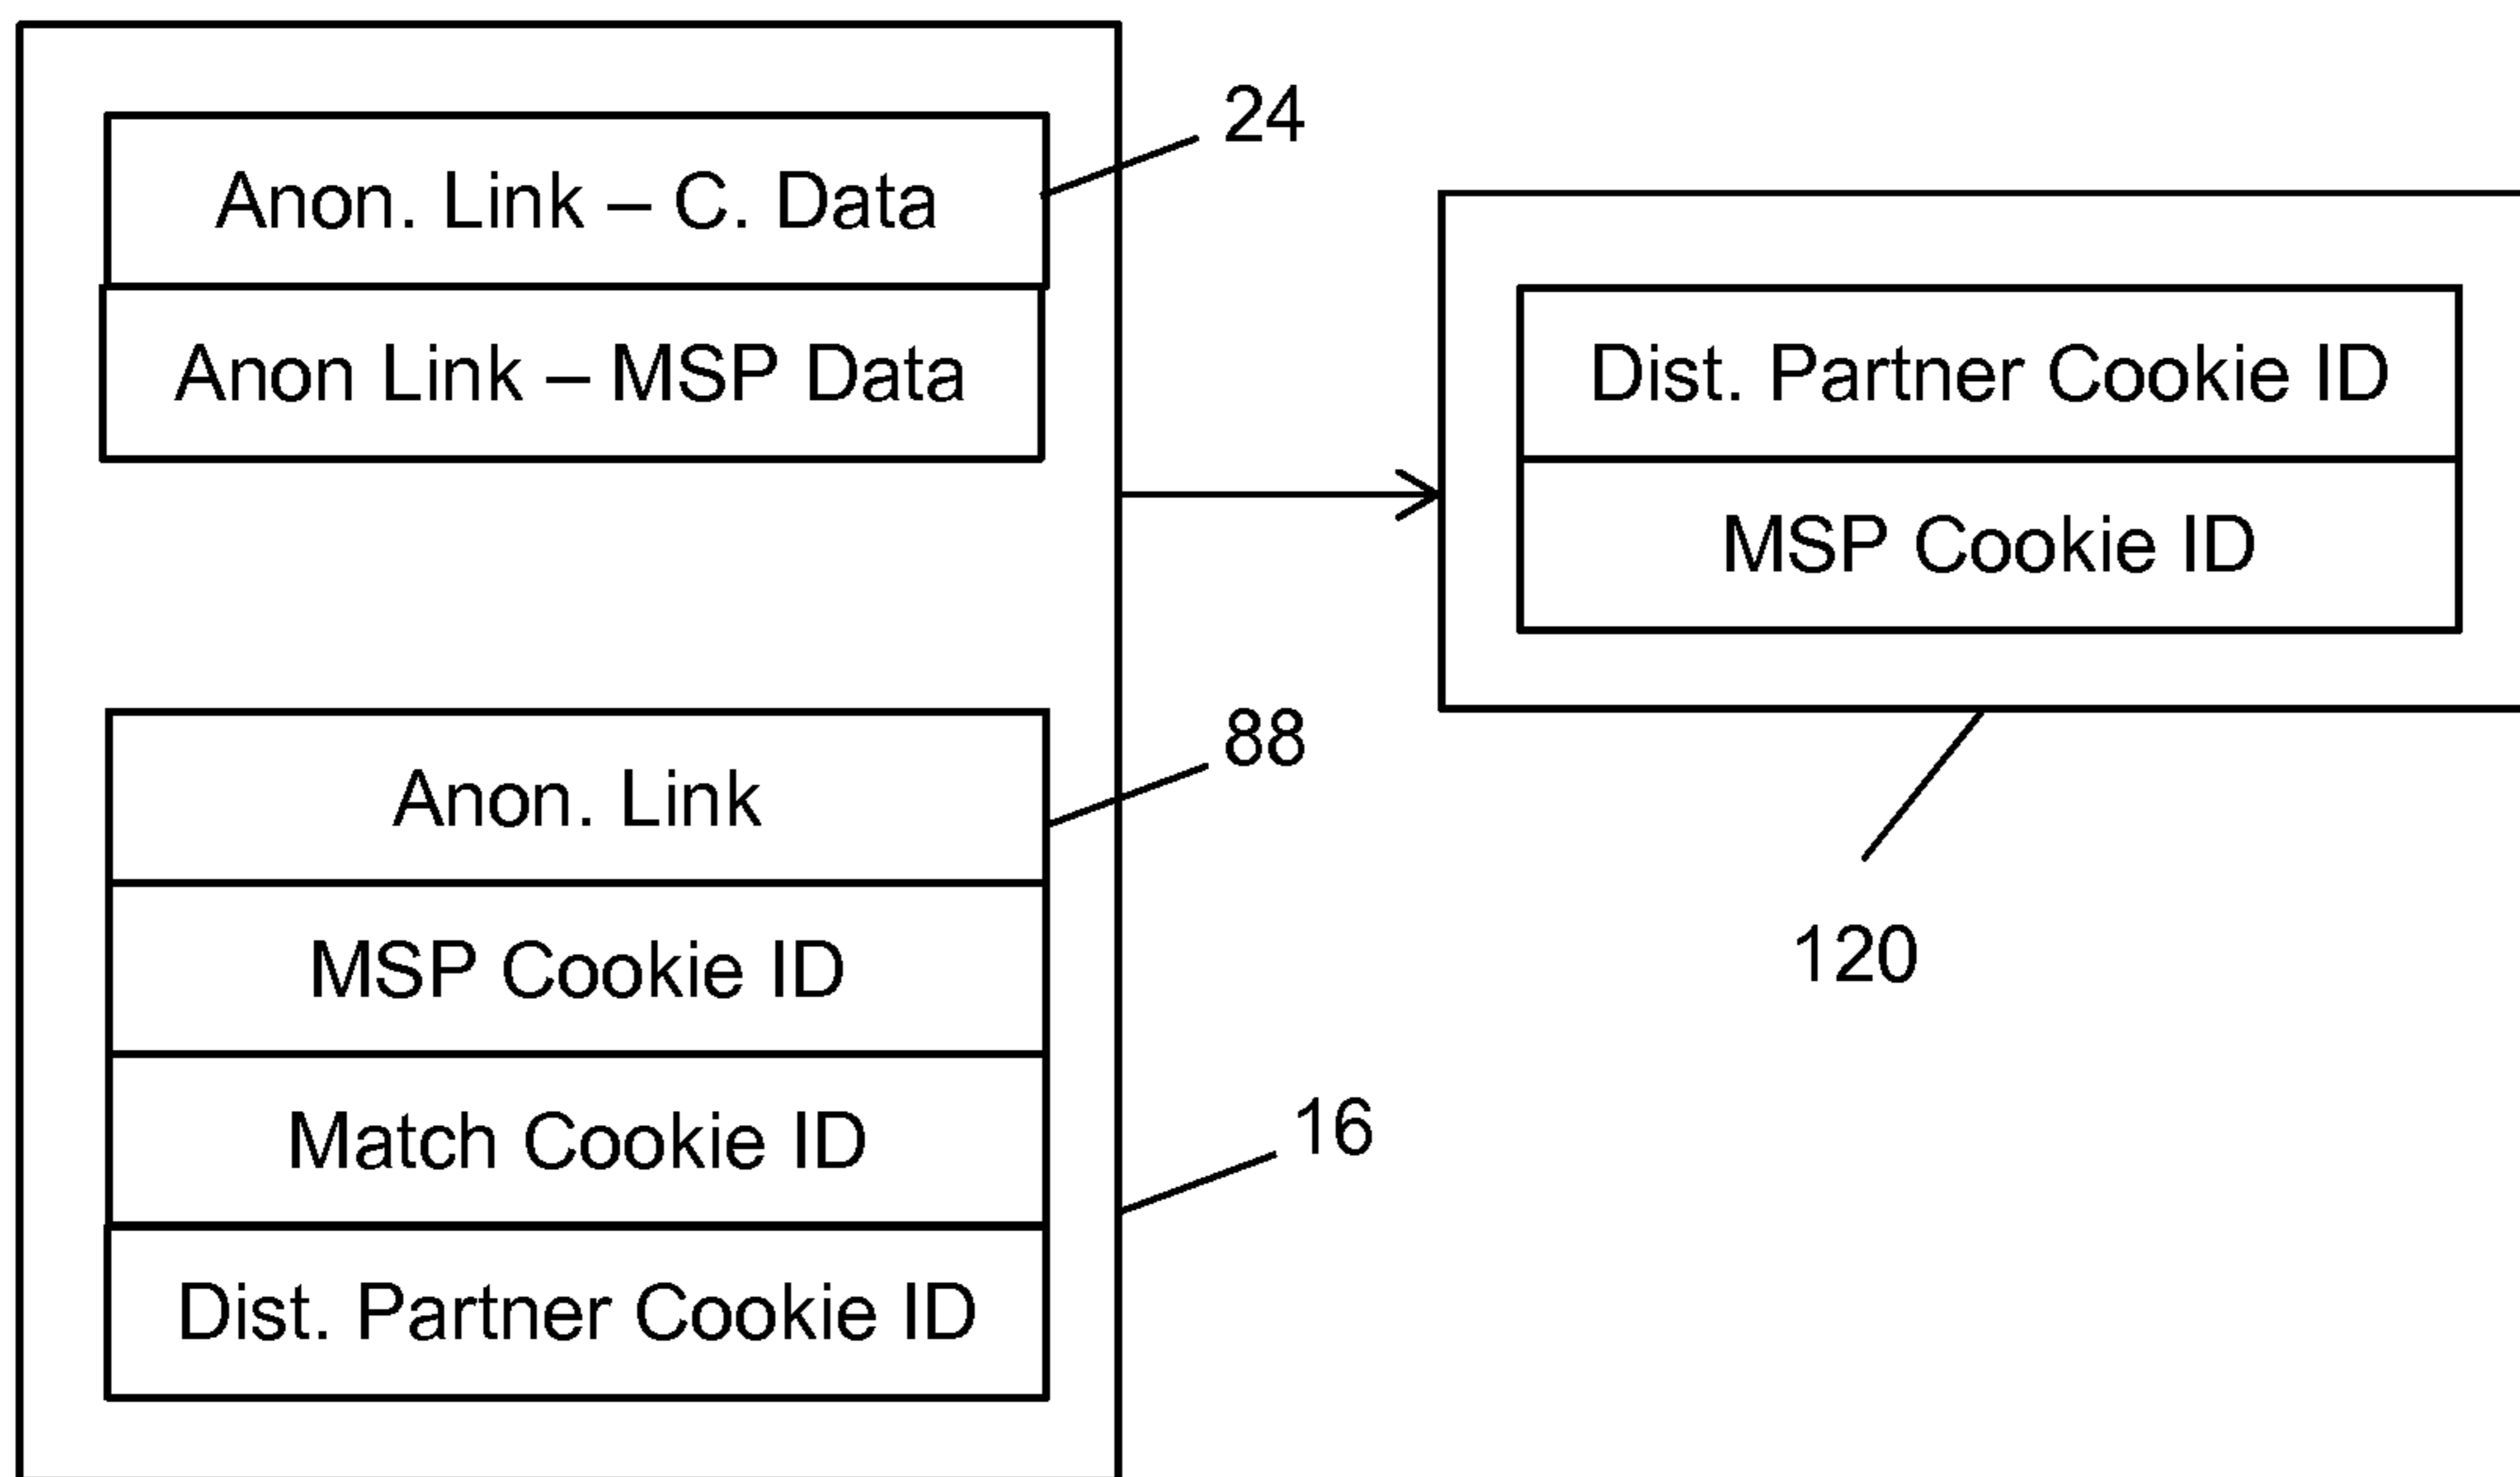 24
Anon. Link – C. Data
Anon Link – MSP Data
Dist. Partner Cookie ID
MSP Cookie ID
88
Anon. Link
MSP Cookie ID
120
Match Cookie ID
16
Dist. Partner Cookie ID